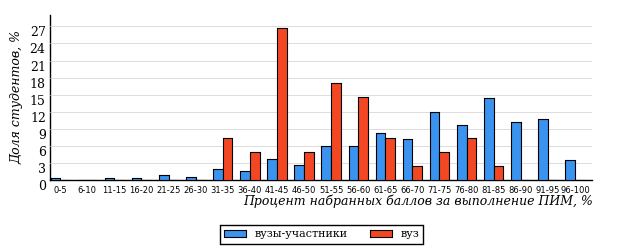 Доля студентов, %
27
24
21
18
15
12
9
6
3
0
0-5 6-10 11-15 16-20 21-25 26-30 31-35 36-40 41-45 46-50 51-55 56-60 61-65 66-70 71-75 76-80 81-85 86-90 91-95 96-100
Процент набранных баллов за выполнение ПИМ, %
вузы-участники вуз